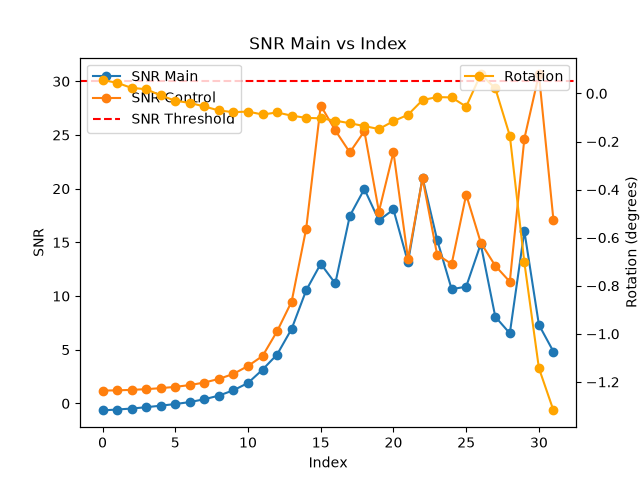 SNR Main vs Index
SNR Main
SNR Control
SNR Threshold
Rotation
30
25
20
15
10
5
0
SNR
0.0
−0.2
−0.4
−0.6
−0.8
−1.0
−1.2
Rotation (degrees)
0 5 10 15 20 25 30
Index